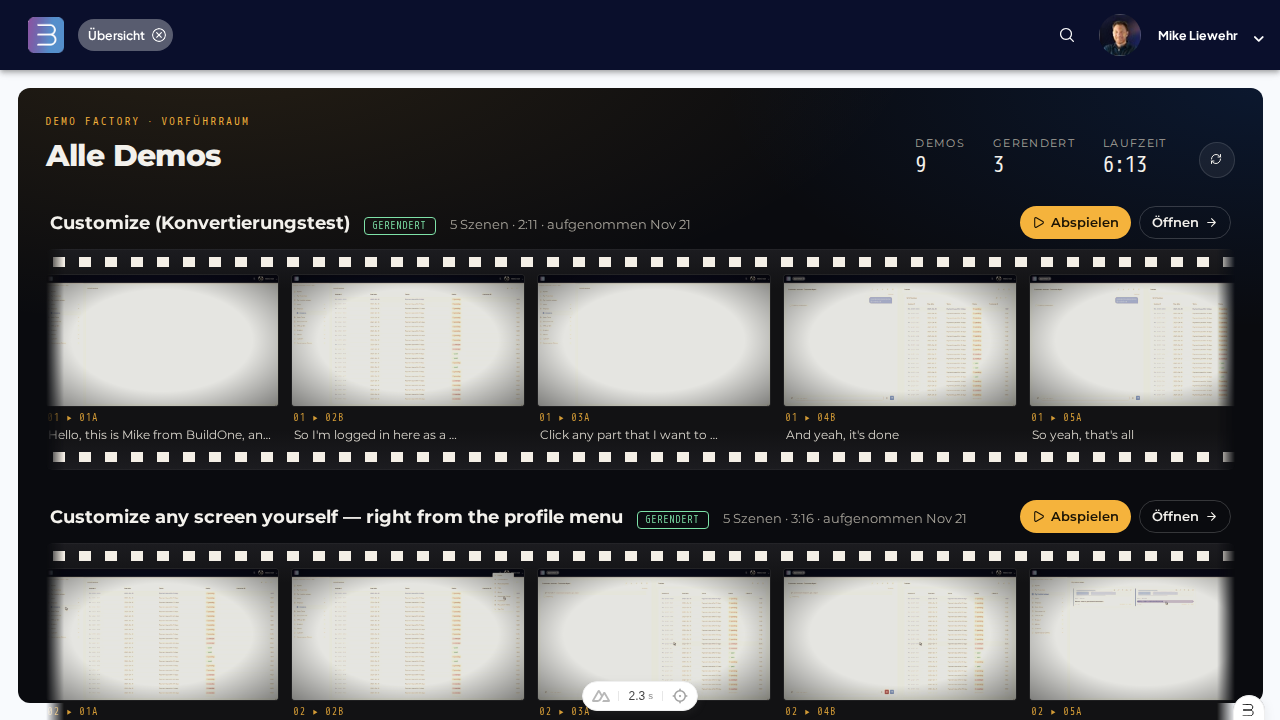 Übersicht
Mike Liewehr
DEMO FACTORY · VORFÜHRRAUM
Alle Demos
DEMOS
9
GERENDERT
3
LAUFZEIT
6:13
Customize (Konvertierungstest)
GERENDERT
5 Szenen · 2:11 · aufgenommen Nov 21
Abspielen
Öffnen →
01 ▸ 01A
01 ▸ 02B
01 ▸ 03A
01 ▸ 04B
01 ▸ 05A
Hello, this is Mike from BuildOne, an...
So I'm logged in here as a ...
Click any part that I want to ...
And yeah, it's done
So yeah, that's all
Customize any screen yourself — right from the profile menu
GERENDERT
5 Szenen · 3:16 · aufgenommen Nov 21
Abspielen
Öffnen →
2.3 s
02 ▸ 01A
02 ▸ 02B
02 ▸ 03A
02 ▸ 04B
02 ▸ 05A